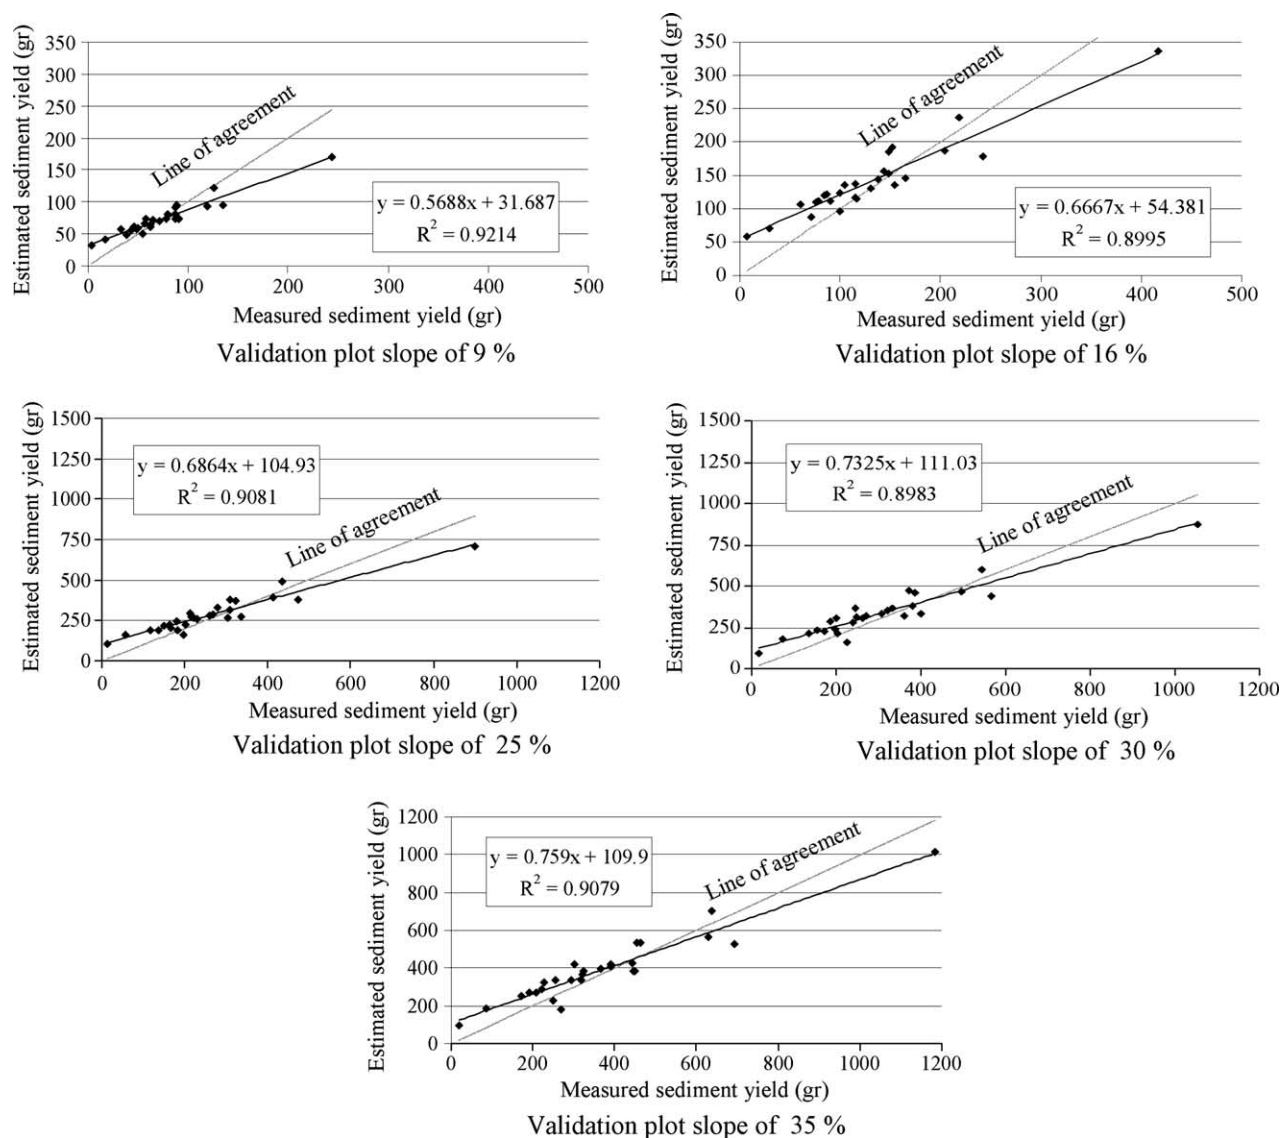 Estimated sediment yield (gr)
350
300
250
200
150
100
50
0
Line of agreement
y = 0.5688x + 31.687
R² = 0.9214
0 100 200 300 400 500
Measured sediment yield (gr)
Validation plot slope of 9 %
Estimated sediment yield (gr)
350
300
250
200
150
100
50
0
Line of agreement
y = 0.6667x + 54.381
R² = 0.8995
0 100 200 300 400 500
Measured sediment yield (gr)
Validation plot slope of 16 %
Estimated sediment yield (gr)
1500
1250
1000
750
500
250
0
y = 0.6864x + 104.93
R² = 0.9081
Line of agreement
0 200 400 600 800 1000 1200
Measured sediment yield (gr)
Validation plot slope of 25 %
Estimated sediment yield (gr)
1500
1250
1000
750
500
250
0
y = 0.7325x + 111.03
R² = 0.8983
Line of agreement
0 200 400 600 800 1000 1200
Measured sediment yield (gr)
Validation plot slope of 30 %
Estimated sediment yield (gr)
1200
1000
800
600
400
200
0
y = 0.759x + 109.9
R² = 0.9079
Line of agreement
0 200 400 600 800 1000 1200
Measured sediment yield (gr)
Validation plot slope of 35 %